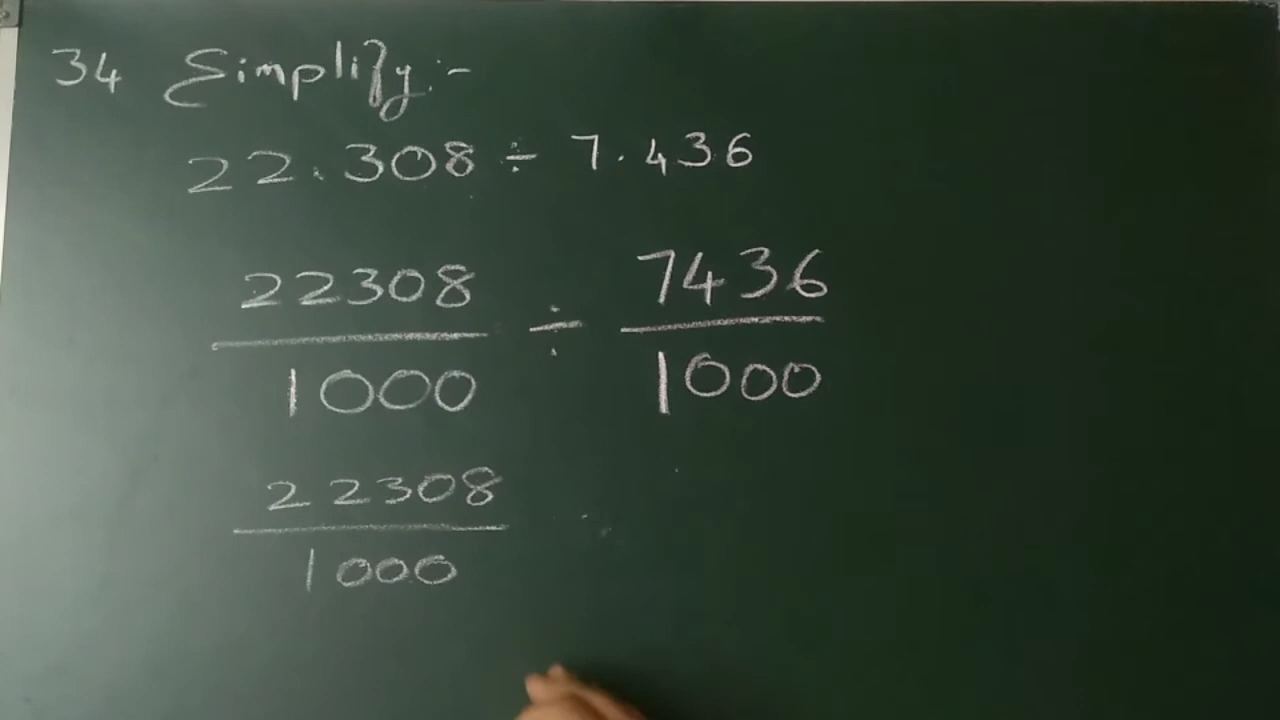 34 Simplify:-
22.308 ÷ 7.436
22308 ÷ 7436
1000 1000
22308
1000